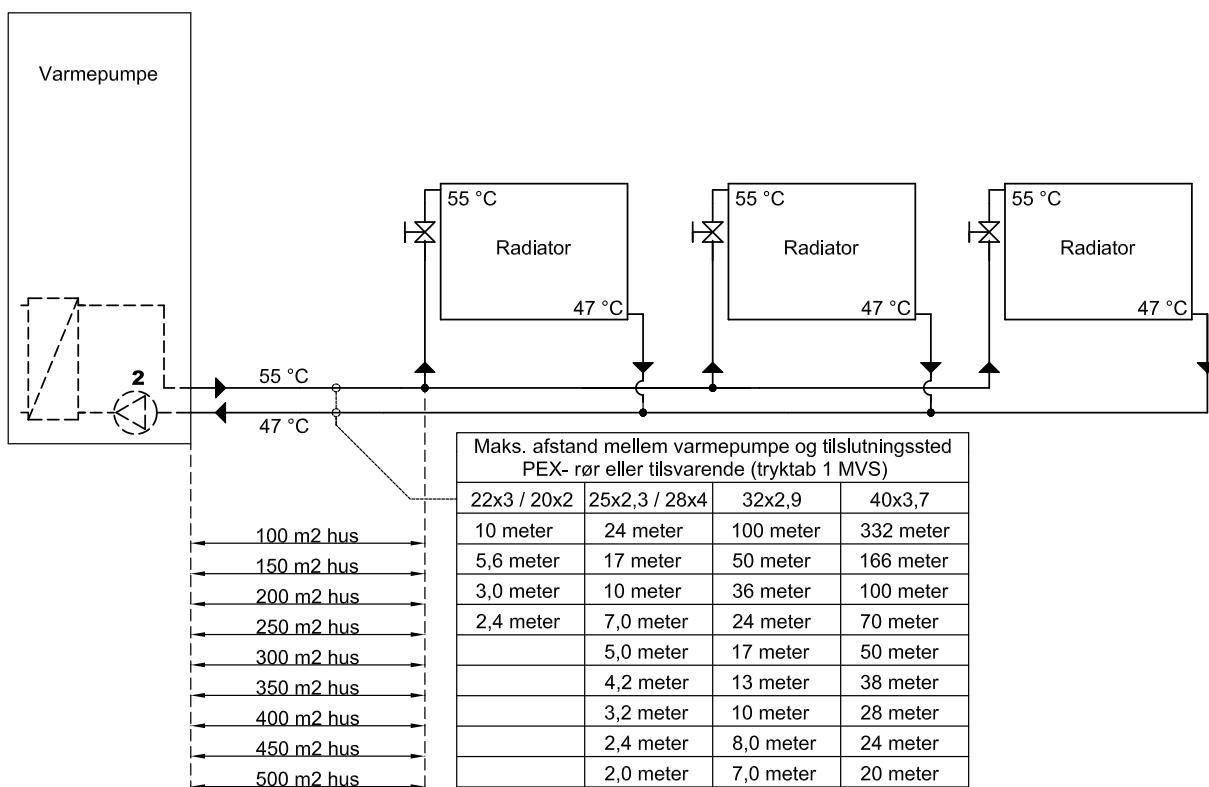 Varmepumpe
55 °C
Radiator
47 °C
55 °C
Radiator
47 °C
55 °C
Radiator
47 °C
2
55 °C
47 °C
Maks. afstand mellem varmepumpe og tilslutningssted
PEX- rør eller tilsvarende (tryktab 1 MVS)
22x3 / 20x2 25x2,3 / 28x4 32x2,9 40x3,7
100 m2 hus 10 meter 24 meter 100 meter 332 meter
150 m2 hus 5,6 meter 17 meter 50 meter 166 meter
200 m2 hus 3,0 meter 10 meter 36 meter 100 meter
250 m2 hus 2,4 meter 7,0 meter 24 meter 70 meter
300 m2 hus 5,0 meter 17 meter 50 meter
350 m2 hus 4,2 meter 13 meter 38 meter
400 m2 hus 3,2 meter 10 meter 28 meter
450 m2 hus 2,4 meter 8,0 meter 24 meter
500 m2 hus 2,0 meter 7,0 meter 20 meter